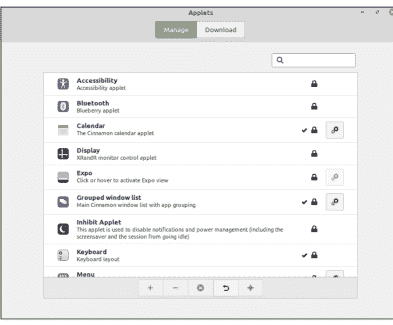 Applets
Manage
Download
Accessibility
Accessibility applet
Bluetooth
Blueberry applet
Calendar
The Cinnamon calendar applet
Display
XRandR monitor control applet
Expo
Click or hover to activate Expo view
Grouped window list
Main Cinnamon window list with app grouping
Inhibit Applet
This applet is used to disable notifications and power management (including the
screensaver and the session from going idle)
Keyboard
Keyboard layout
Menu